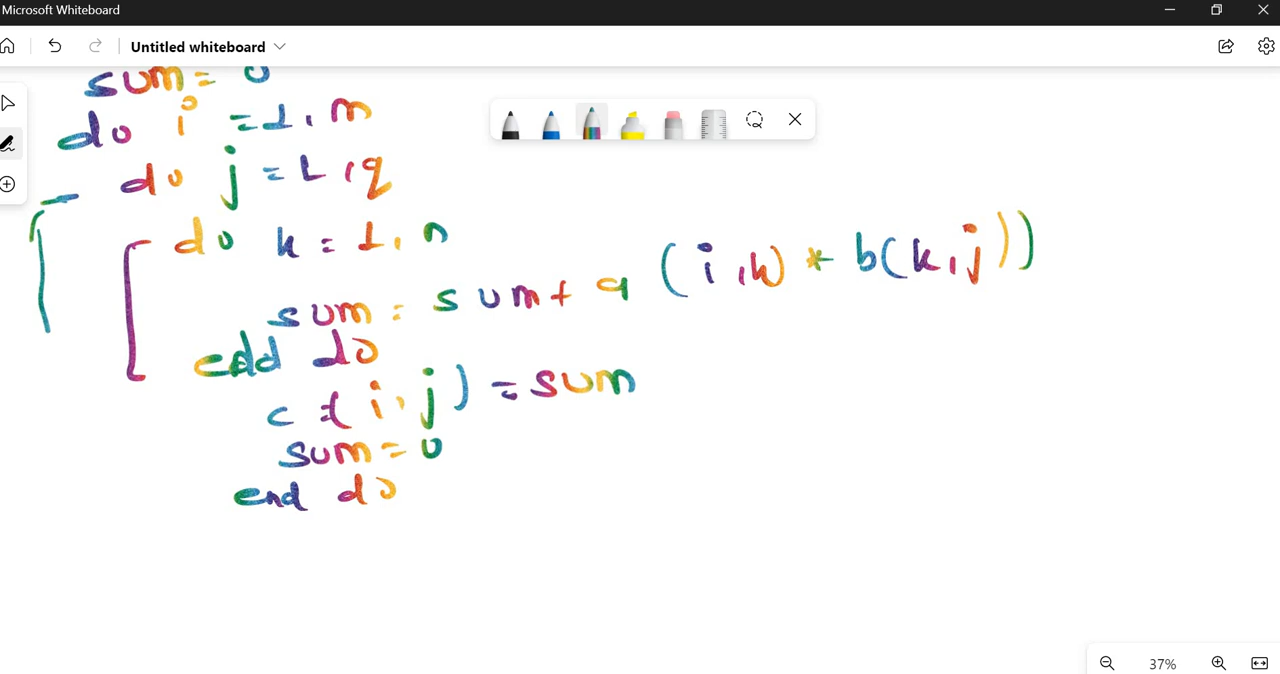 Microsoft Whiteboard
Untitled whiteboard
sum = 0
do i = 1, m
do j = 1, q
do k = 1, n
sum = sum + a (i, k) * b(k, j))
end do
c = (i, j) = sum
sum = 0
end do
37%